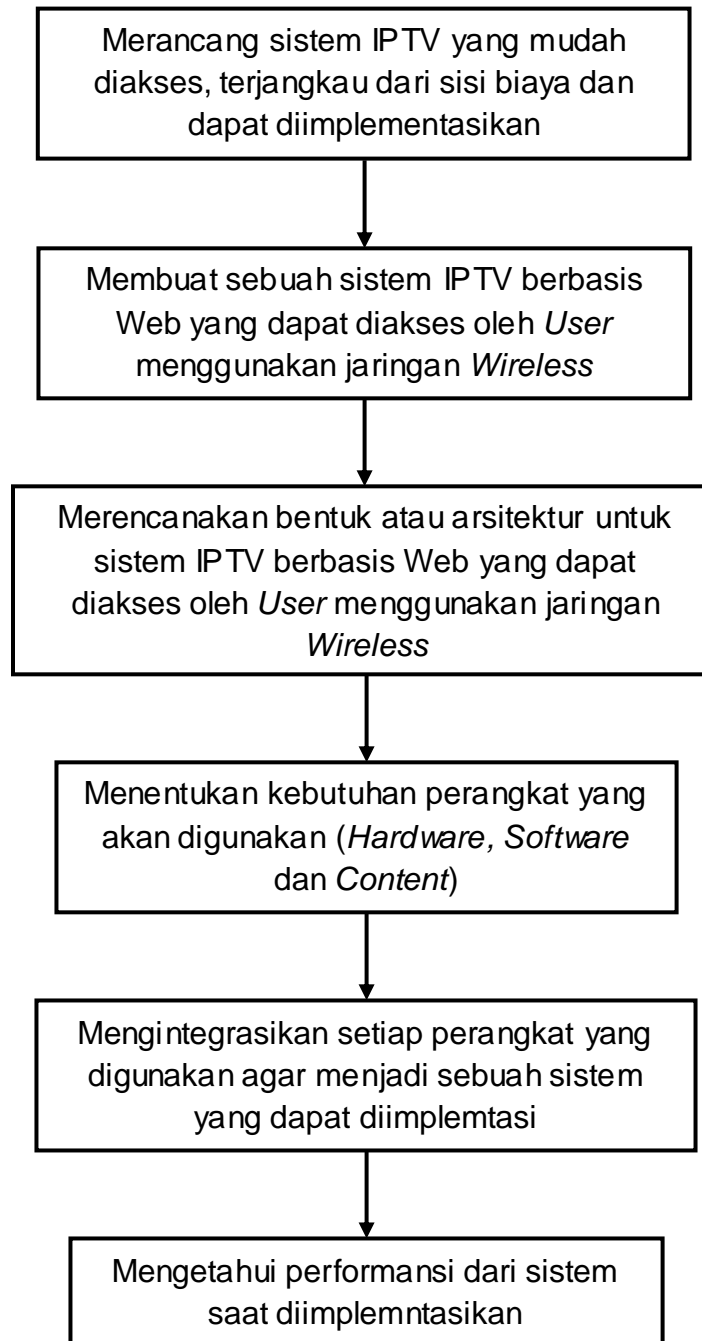 Merancang sistem IPTV yang mudah
diakses, terjangkau dari sisi biaya dan
dapat diimplementasikan
Membuat sebuah sistem IPTV berbasis
Web yang dapat diakses oleh User
menggunakan jaringan Wireless
Merencanakan bentuk atau arsitektur untuk
sistem IPTV berbasis Web yang dapat
diakses oleh User menggunakan jaringan
Wireless
Menentukan kebutuhan perangkat yang
akan digunakan (Hardware, Software
dan Content)
Mengintegrasikan setiap perangkat yang
digunakan agar menjadi sebuah sistem
yang dapat diimplemtasi
Mengetahui performansi dari sistem
saat diimplemntasikan